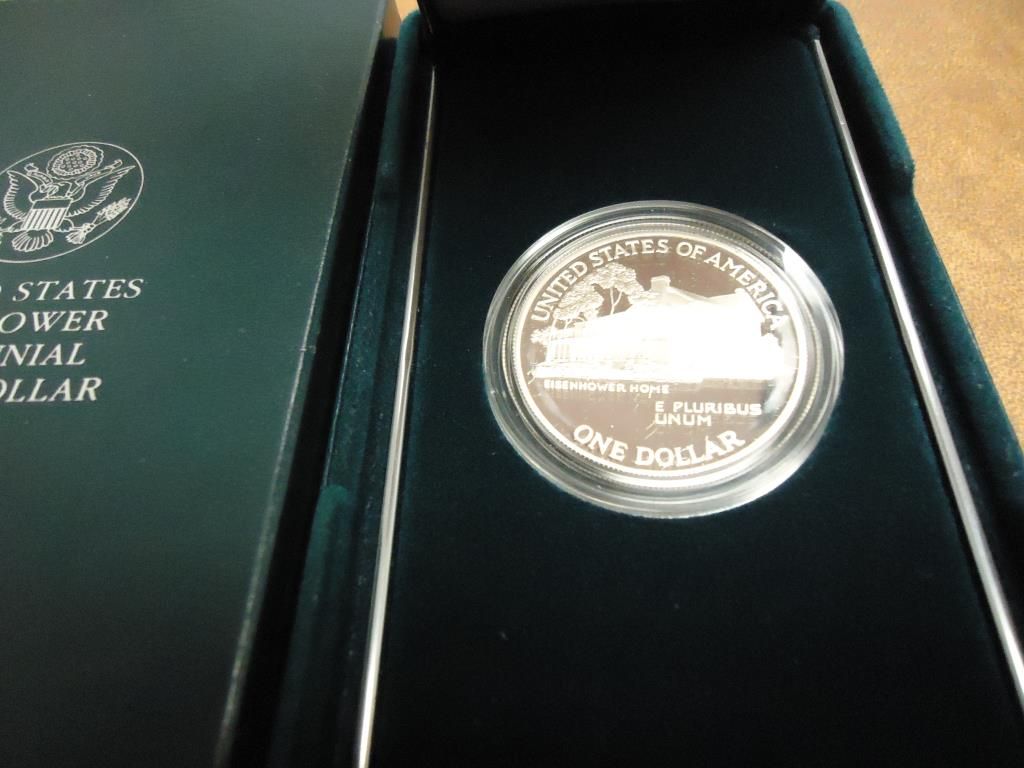 STATES
OWER
NIAL
OLLAR
UNITED STATES OF AMERICA
EISENHOWER HOME
E PLURIBUS
UNUM
ONE DOLLAR